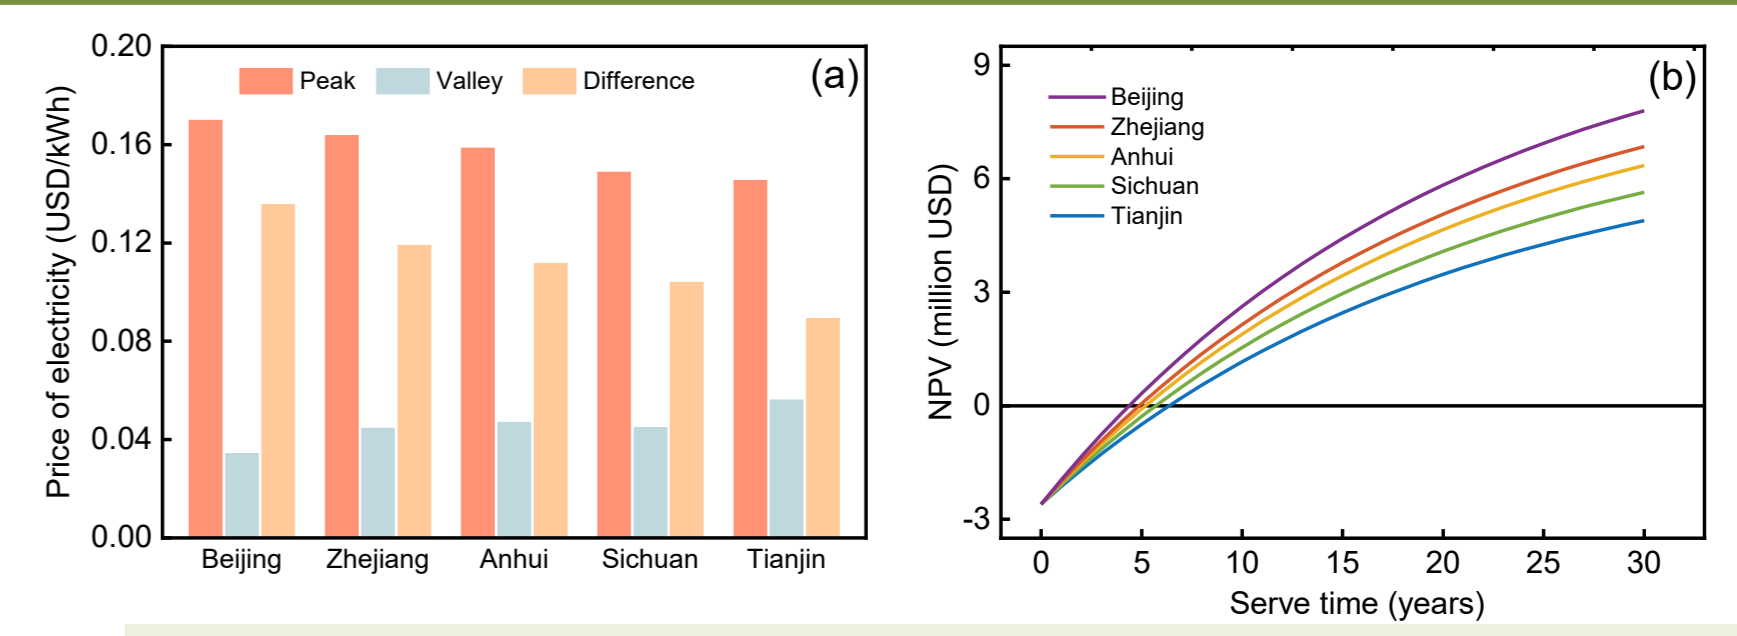 Price of electricity (USD/kWh)
0.20
0.16
0.12
0.08
0.04
0.00
Peak Valley Difference
(a)
Beijing Zhejiang Anhui Sichuan Tianjin
NPV (million USD)
9
6
3
0
-3
(b)
Beijing
Zhejiang
Anhui
Sichuan
Tianjin
0 5 10 15 20 25 30
Serve time (years)